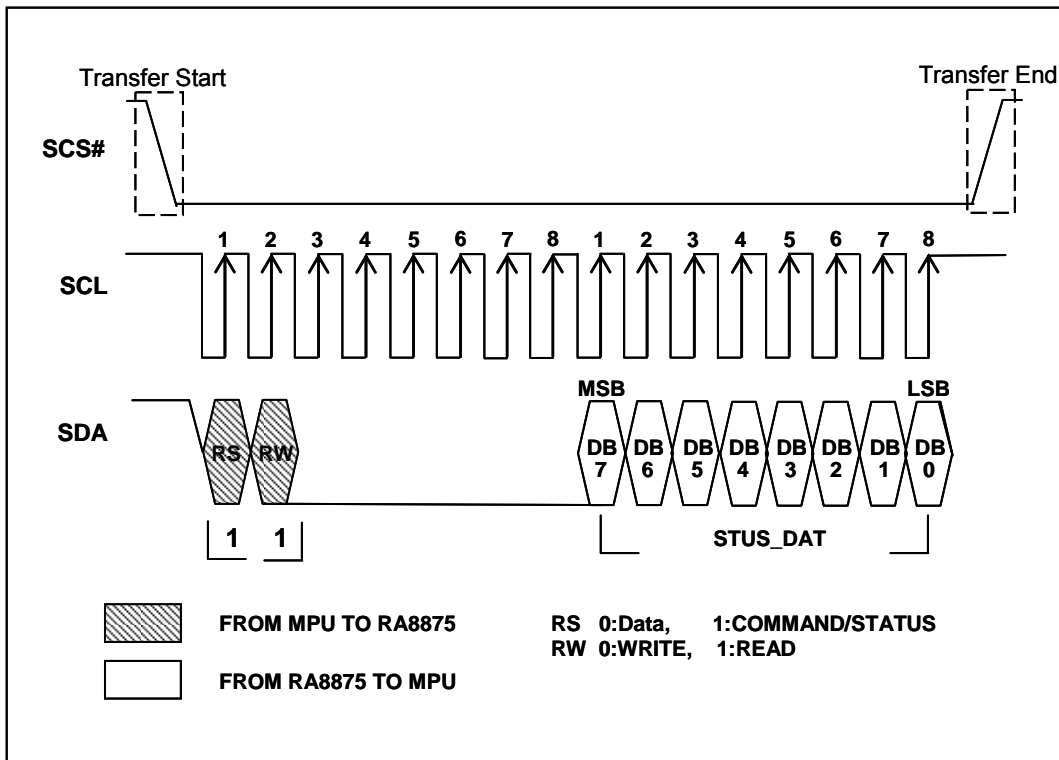 Transfer Start
Transfer End
SCS#
1 2 3 4 5 6 7 8 1 2 3 4 5 6 7 8
SCL
MSB
LSB
SDA
RS RW DB 7 DB 6 DB 5 DB 4 DB 3 DB 2 DB 1 DB 0
1 1
STUS_DAT
FROM MPU TO RA8875
RS 0:Data, 1:COMMAND/STATUS
RW 0:WRITE, 1:READ
FROM RA8875 TO MPU